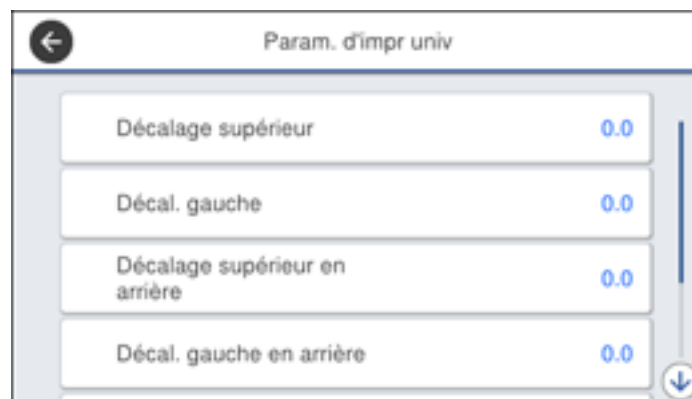 Param. d'impr univ
Décalage supérieur 0.0
Décal. gauche 0.0
Décalage supérieur en
arrière 0.0
Décal. gauche en arrière 0.0